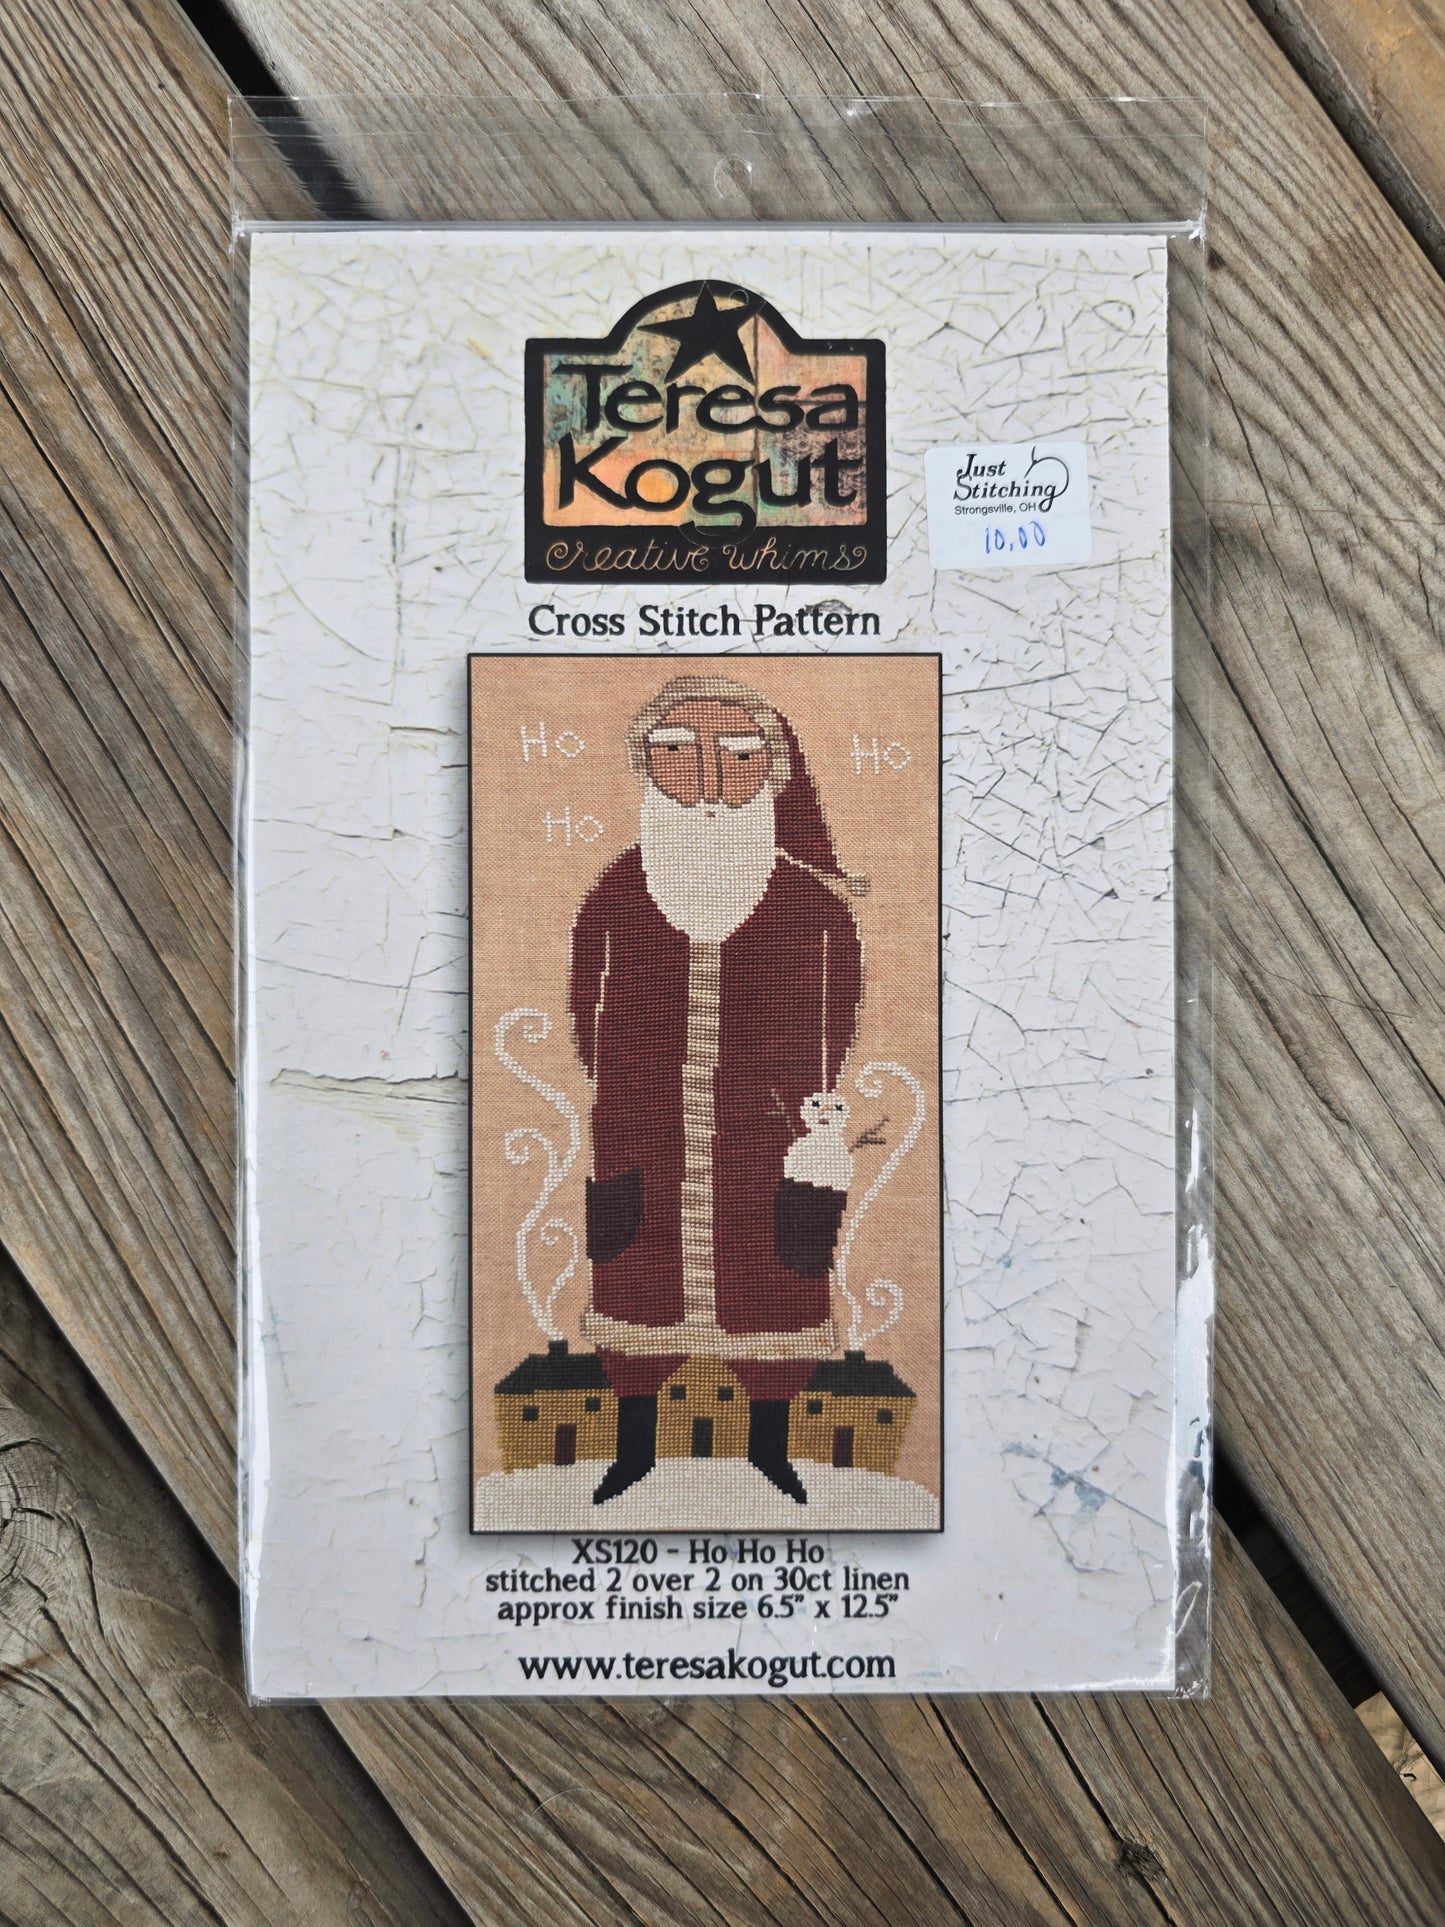 Teresa
Kogut
creative whims
Just
Stitching
Strongsville, OH
10.00
Cross Stitch Pattern
Ho
Ho
Ho
XS120 - Ho Ho Ho
stitched 2 over 2 on 30ct linen
approx finish size 6.5" x 12.5"
www.teresakogut.com